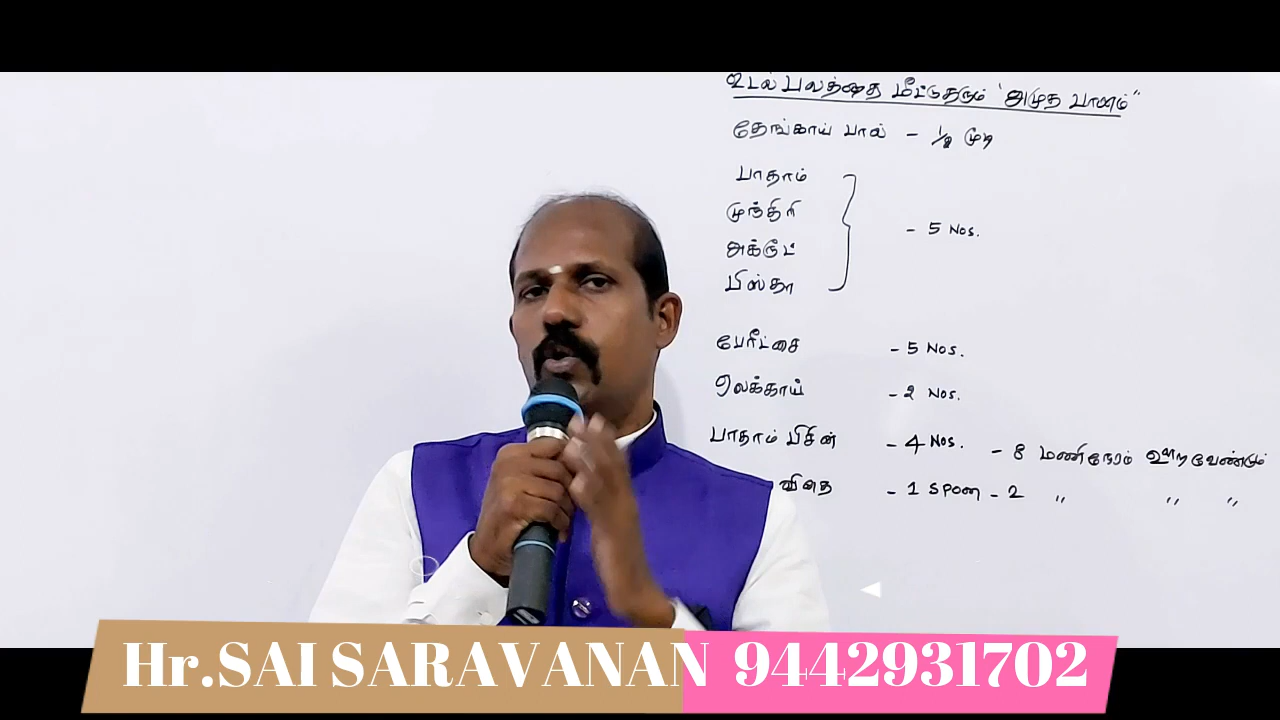 உடல் பலத்தை மீட்டுதரும் "அமுத பானம்"
தேங்காய் பால் - 1/2 மூடி
பாதாம்
முந்திரி
அக்ரூட்
பிஸ்தா
- 5 Nos.
பேரீட்சை - 5 Nos.
ஏலக்காய் - 2 Nos.
பாதாம் பிசின் - 4 Nos. - 8 மணிநேரம் ஊறவேண்டும்
விதை - 1 Spoon - 2 " " "
Hr.SAI SARAVANAN 9442931702